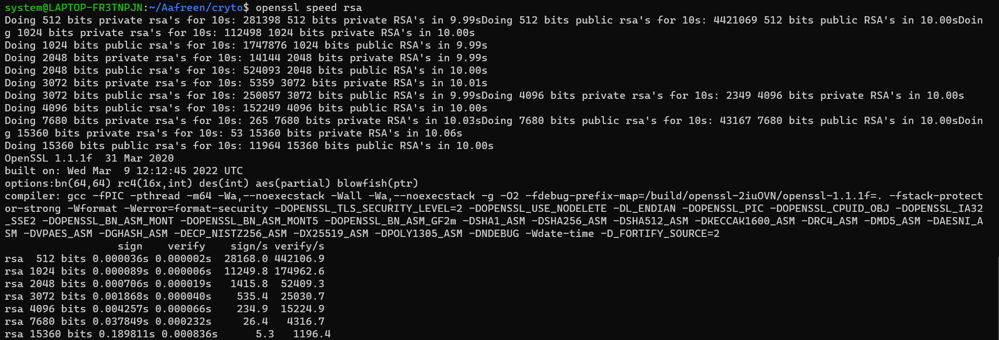 system@LAPTOP-FR3TNPJN:~/Aafreen/cryto$ openssl speed rsa
Doing 512 bits private rsa's for 10s: 281398 512 bits private RSA's in 9.99sDoing 512 bits public rsa's for 10s: 4421069 512 bits public RSA's in 10.00sDoin
g 1024 bits private rsa's for 10s: 112498 1024 bits private RSA's in 10.00s
Doing 1024 bits public rsa's for 10s: 1747876 1024 bits public RSA's in 9.99s
Doing 2048 bits private rsa's for 10s: 14144 2048 bits private RSA's in 9.99s
Doing 2048 bits public rsa's for 10s: 524093 2048 bits public RSA's in 10.00s
Doing 3072 bits private rsa's for 10s: 5359 3072 bits private RSA's in 10.01s
Doing 3072 bits public rsa's for 10s: 250057 3072 bits public RSA's in 9.99sDoing 4096 bits private rsa's for 10s: 2349 4096 bits private RSA's in 10.00s
Doing 4096 bits public rsa's for 10s: 152249 4096 bits public RSA's in 10.00s
Doing 7680 bits private rsa's for 10s: 265 7680 bits private RSA's in 10.03sDoing 7680 bits public rsa's for 10s: 43167 7680 bits public RSA's in 10.00sDoin
g 15360 bits private rsa's for 10s: 53 15360 bits private RSA's in 10.06s
Doing 15360 bits public rsa's for 10s: 11964 15360 bits public RSA's in 10.00s
OpenSSL 1.1.1f  31 Mar 2020
built on: Wed Mar  9 12:12:45 2022 UTC
options:bn(64,64) rc4(16x,int) des(int) aes(partial) blowfish(ptr)
compiler: gcc -fPIC -pthread -m64 -Wa,--noexecstack -Wall -Wa,--noexecstack -g -O2 -fdebug-prefix-map=/build/openssl-2iuOVN/openssl-1.1.1f=. -fstack-protect
or-strong -Wformat -Werror=format-security -DOPENSSL_TLS_SECURITY_LEVEL=2 -DOPENSSL_USE_NODELETE -DL_ENDIAN -DOPENSSL_PIC -DOPENSSL_CPUID_OBJ -DOPENSSL_IA32
_SSE2 -DOPENSSL_BN_ASM_MONT -DOPENSSL_BN_ASM_MONT5 -DOPENSSL_BN_ASM_GF2m -DSHA1_ASM -DSHA256_ASM -DSHA512_ASM -DKECCAK1600_ASM -DRC4_ASM -DMD5_ASM -DAESNI_A
SM -DVPAES_ASM -DGHASH_ASM -DECP_NISTZ256_ASM -DX25519_ASM -DPOLY1305_ASM -DNDEBUG -Wdate-time -D_FORTIFY_SOURCE=2
                  sign    verify    sign/s verify/s
rsa  512 bits 0.000036s 0.000002s  28168.0 442106.9
rsa 1024 bits 0.000089s 0.000006s  11249.8 174962.6
rsa 2048 bits 0.000706s 0.000019s   1415.8  52409.3
rsa 3072 bits 0.001868s 0.000040s    535.4  25030.7
rsa 4096 bits 0.004257s 0.000066s    234.9  15224.9
rsa 7680 bits 0.037849s 0.000232s     26.4   4316.7
rsa 15360 bits 0.189811s 0.000836s      5.3   1196.4